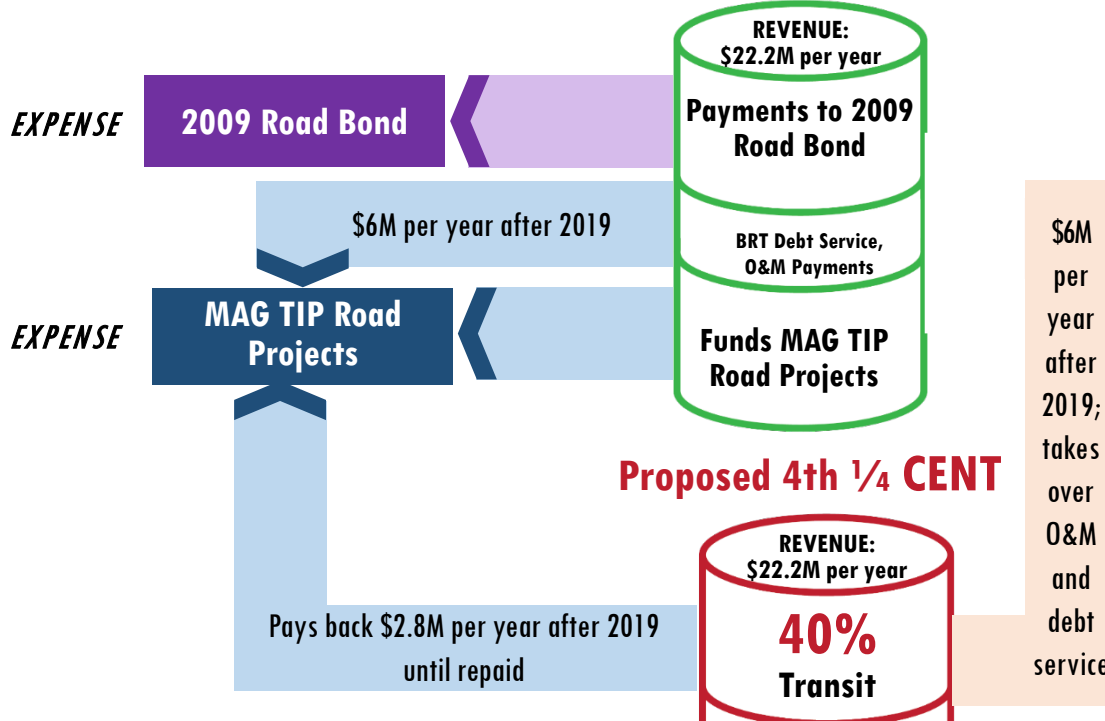 REVENUE:
$22.2M per year
EXPENSE
2009 Road Bond
Payments to 2009
Road Bond
$6M per year after 2019
BRT Debt Service,
O&M Payments
EXPENSE
MAG TIP Road
Projects
Funds MAG TIP
Road Projects
$6M
per
year
after
2019;
takes
over
O&M
and
debt
service
Proposed 4th ¼ CENT
REVENUE:
$22.2M per year
40%
Transit
Pays back $2.8M per year after 2019
until repaid